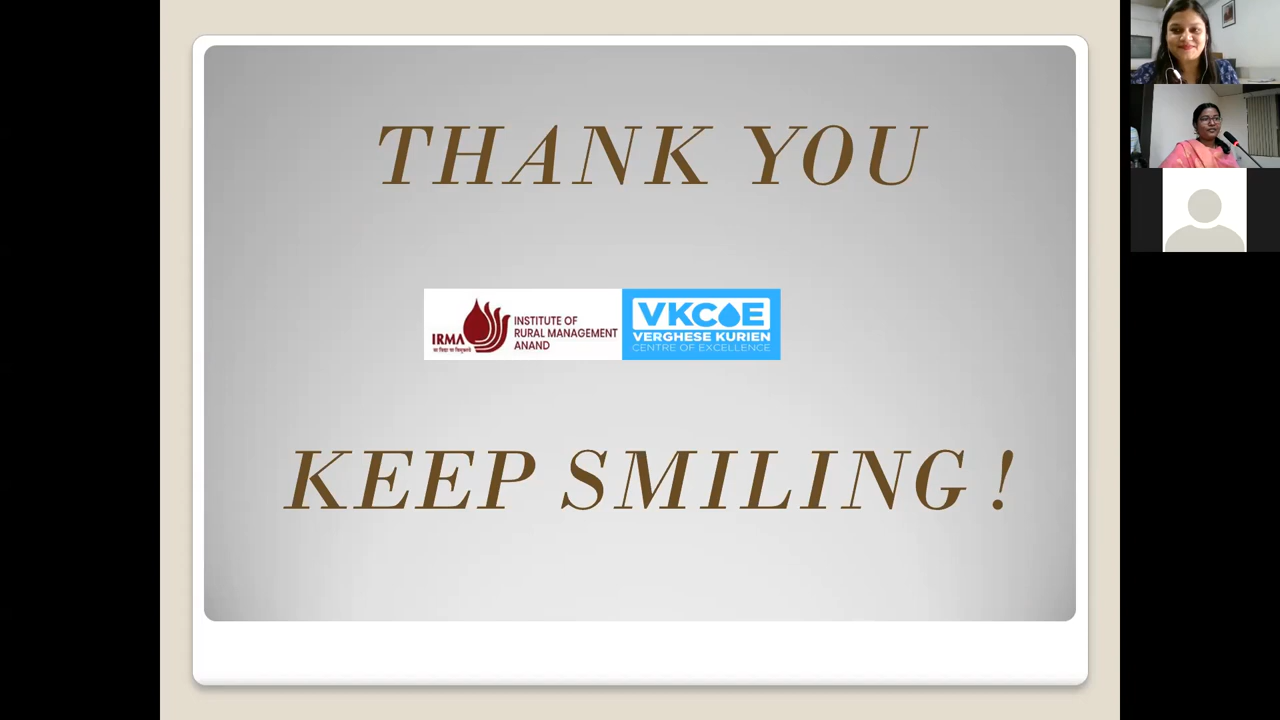 THANK YOU
IRMA
INSTITUTE OF
RURAL MANAGEMENT
ANAND
VKCOE
VERGHESE KURIEN
CENTRE OF EXCELLENCE
KEEP SMILING !